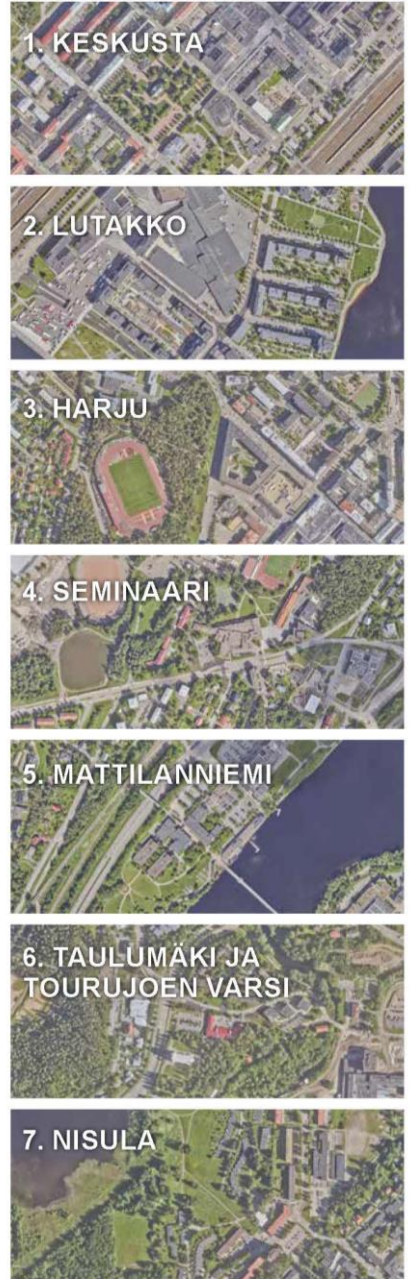 1. KESKUSTA
2. LUTAKKO
3. HARJU
4. SEMINAARI
5. MATTILANNIEMI
6. TAULUMÄKI JA
TOURUJOEN VARSI
7. NISULA